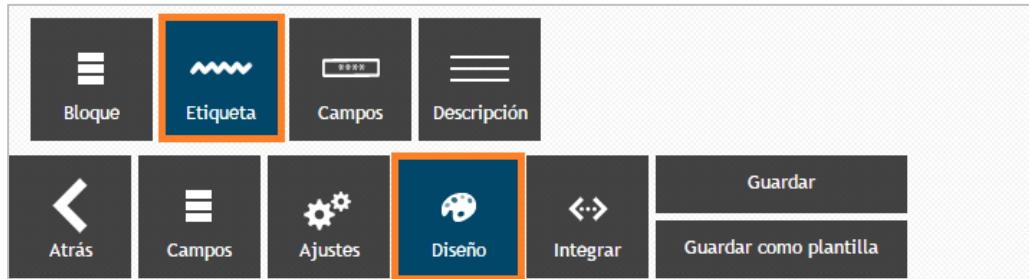 Bloque Etiqueta Campos Descripción
Guardar
Atrás Campos Ajustes Diseño Integrar Guardar como plantilla